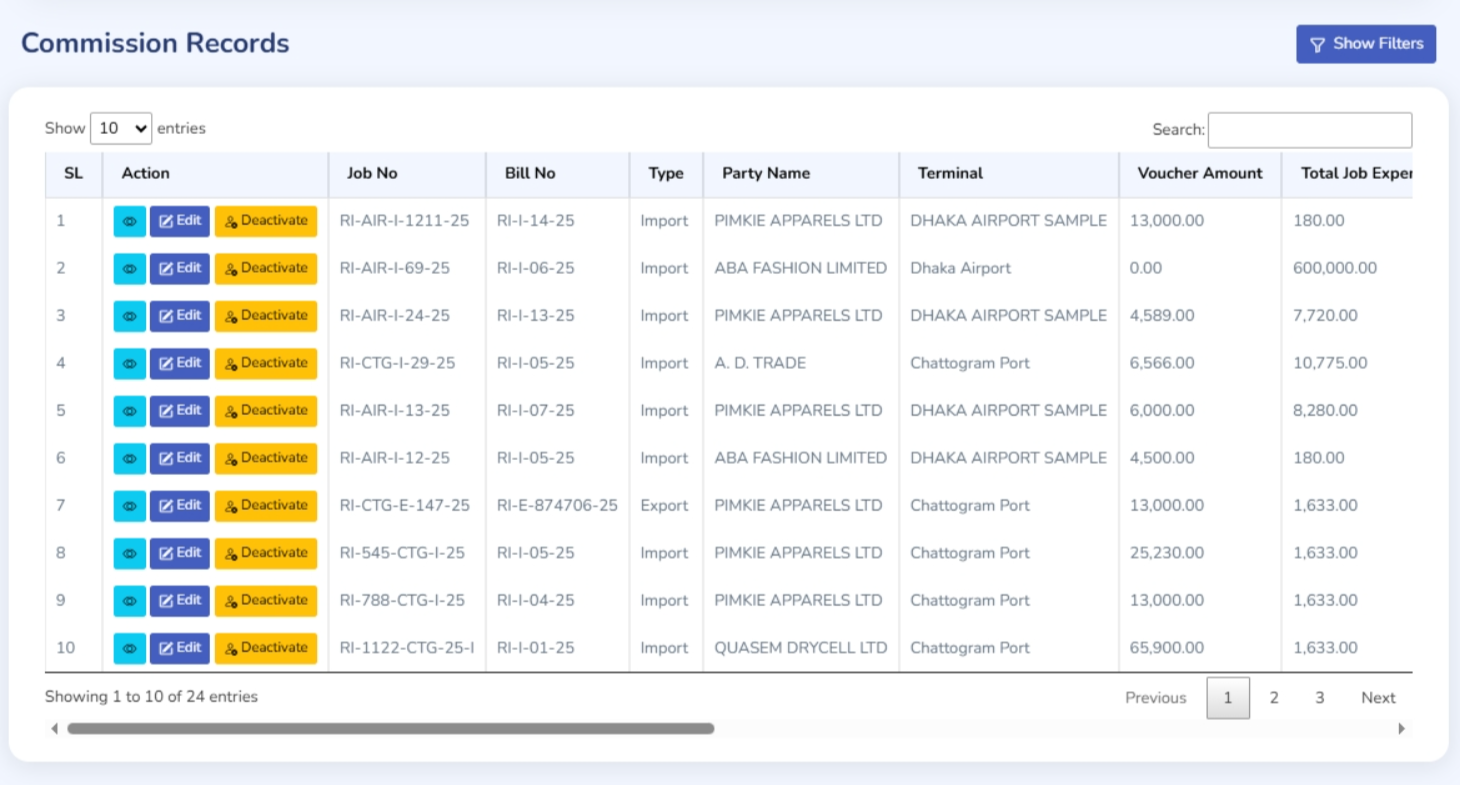 Commission Records
Show Filters
Show 10 entries
Search:
SL Action Job No Bill No Type Party Name Terminal Voucher Amount Total Job Exper
1 Edit Deactivate RI-AIR-I-1211-25 RI-I-14-25 Import PIMKIE APPARELS LTD DHAKA AIRPORT SAMPLE 13,000.00 180.00
2 Edit Deactivate RI-AIR-I-69-25 RI-I-06-25 Import ABA FASHION LIMITED Dhaka Airport 0.00 600,000.00
3 Edit Deactivate RI-AIR-I-24-25 RI-I-13-25 Import PIMKIE APPARELS LTD DHAKA AIRPORT SAMPLE 4,589.00 7,720.00
4 Edit Deactivate RI-CTG-I-29-25 RI-I-05-25 Import A. D. TRADE Chattogram Port 6,566.00 10,775.00
5 Edit Deactivate RI-AIR-I-13-25 RI-I-07-25 Import PIMKIE APPARELS LTD DHAKA AIRPORT SAMPLE 6,000.00 8,280.00
6 Edit Deactivate RI-AIR-I-12-25 RI-I-05-25 Import ABA FASHION LIMITED DHAKA AIRPORT SAMPLE 4,500.00 180.00
7 Edit Deactivate RI-CTG-E-147-25 RI-E-874706-25 Export PIMKIE APPARELS LTD Chattogram Port 13,000.00 1,633.00
8 Edit Deactivate RI-545-CTG-I-25 RI-I-05-25 Import PIMKIE APPARELS LTD Chattogram Port 25,230.00 1,633.00
9 Edit Deactivate RI-788-CTG-I-25 RI-I-04-25 Import PIMKIE APPARELS LTD Chattogram Port 13,000.00 1,633.00
10 Edit Deactivate RI-1122-CTG-25-I RI-I-01-25 Import QUASEM DRYCELL LTD Chattogram Port 65,900.00 1,633.00
Showing 1 to 10 of 24 entries
Previous 1 2 3 Next